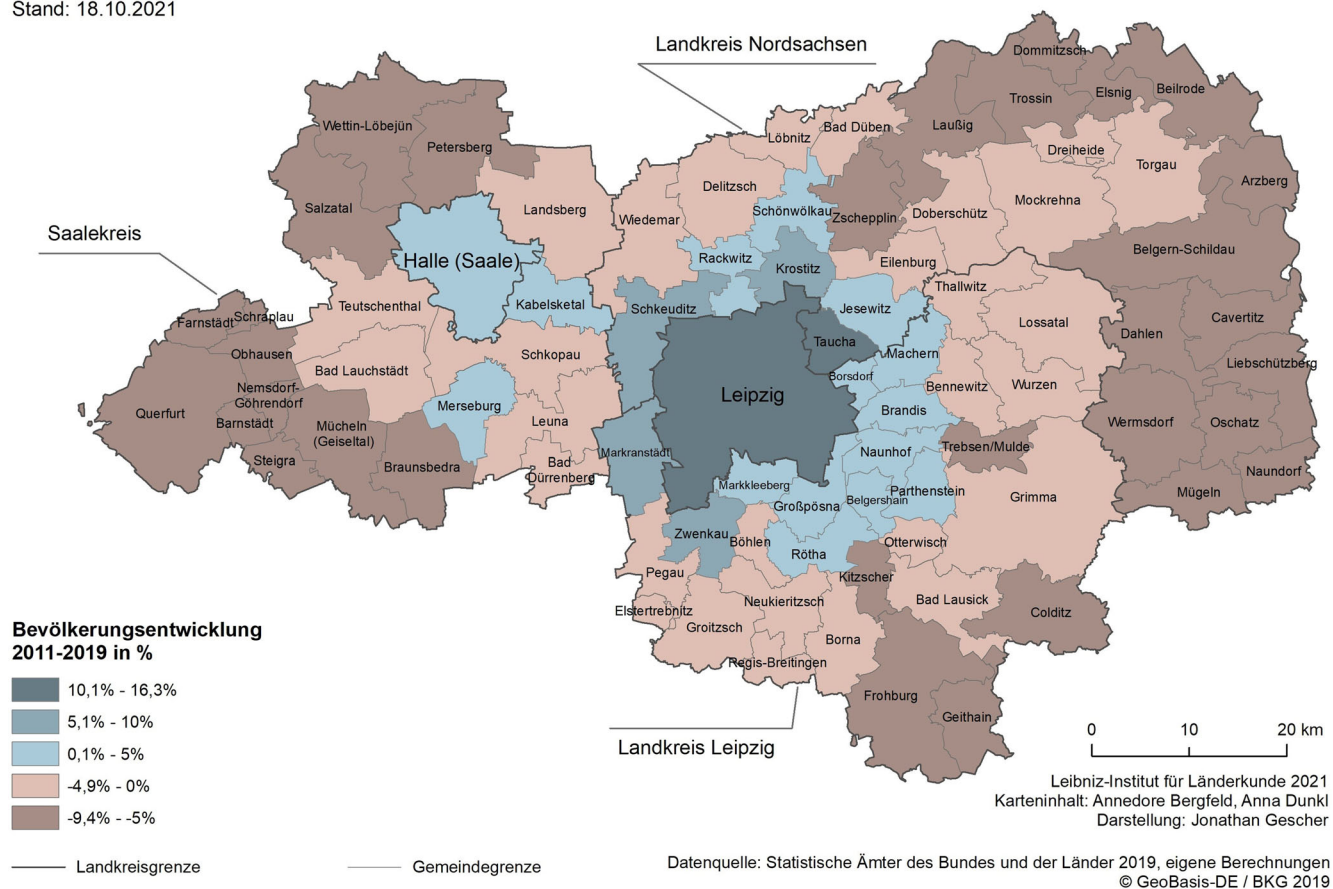 Stand: 18.10.2021
Landkreis Nordsachsen
Dommitzsch
Elsnig
Beilrode
Trossin
Wettin-Löbejün
Petersberg
Löbnitz
Bad Düben
Laußig
Dreiheide
Torgau
Arzberg
Salzatal
Landsberg
Wiedemar
Delitzsch
Schönwölkau
Zschepplin
Doberschütz
Mockrehna
Saalekreis
Halle (Saale)
Rackwitz
Krostitz
Eilenburg
Belgern-Schildau
Teutschenthal
Kabelsketal
Schkeuditz
Jesewitz
Thallwitz
Lossatal
Cavertitz
Farnstädt
Schraplau
Obhausen
Bad Lauchstädt
Schkopau
Taucha
Machern
Dahlen
Liebschützberg
Nemsdorf-
Göhrendorf
Querfurt
Barnstädt
Merseburg
Leipzig
Borsdorf
Bennewitz
Wurzen
Brandis
Wermsdorf
Oschatz
Mücheln
(Geiseltal)
Leuna
Steigra
Braunsbedra
Bad
Dürrenberg
Markranstädt
Naunhof
Trebsen/Mulde
Naundorf
Markkleeberg
Belgershain
Parthenstein
Großpösna
Grimma
Mügeln
Zwenkau
Böhlen
Rötha
Otterwisch
Pegau
Kitzscher
Elstertrebnitz
Neukieritzsch
Bad Lausick
Colditz
Groitzsch
Borna
Regis-Breitingen
Frohburg
Geithain
Landkreis Leipzig
Bevölkerungsentwicklung
2011-2019 in %
10,1% - 16,3%
5,1% - 10%
0,1% - 5%
-4,9% - 0%
-9,4% - -5%
Landkreisgrenze
Gemeindegrenze
0 10 20 km
Leibniz-Institut für Länderkunde 2021
Karteninhalt: Annedore Bergfeld, Anna Dunkl
Darstellung: Jonathan Gescher
Datenquelle: Statistische Ämter des Bundes und der Länder 2019, eigene Berechnungen
© GeoBasis-DE / BKG 2019